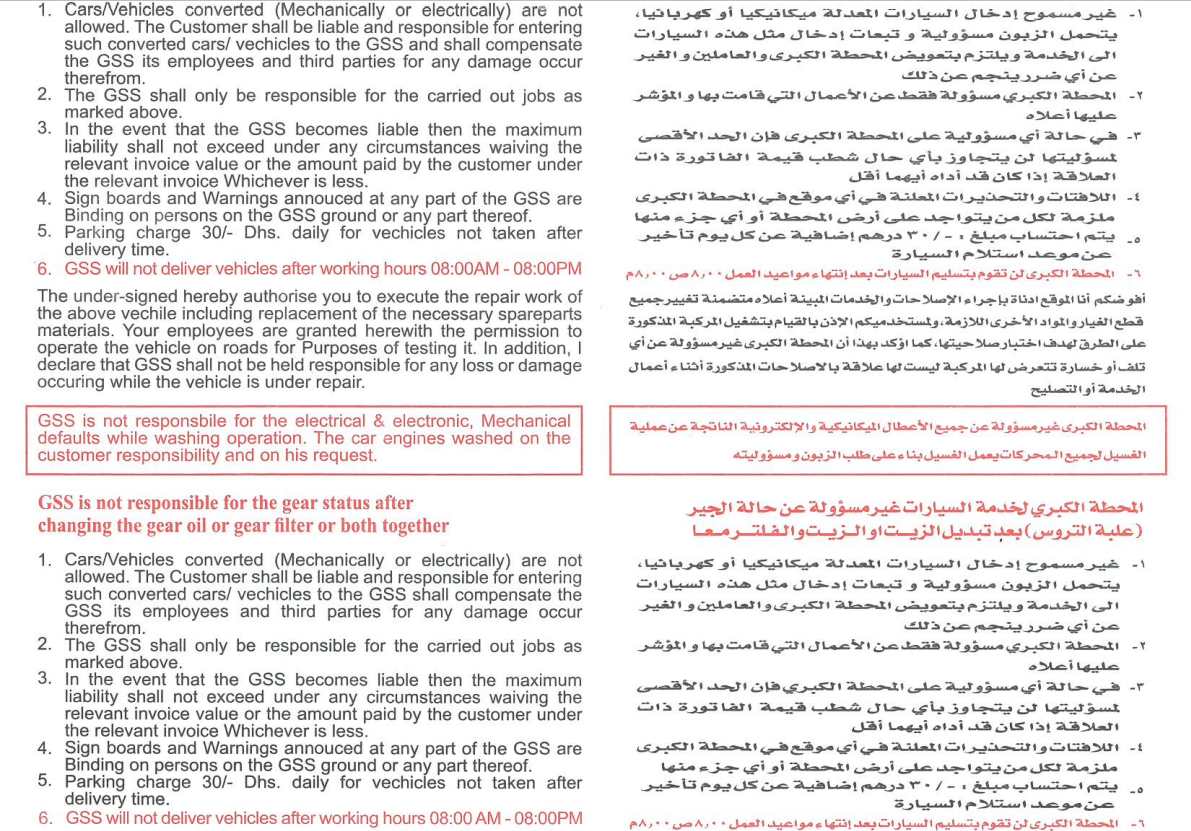 1. Cars/Vehicles converted (Mechanically or electrically) are not
allowed. The Customer shall be liable and responsible for entering
such converted cars/ vechicles to the GSS and shall compensate
the GSS its employees and third parties for any damage occur
therefrom.
2. The GSS shall only be responsible for the carried out jobs as
marked above.
3. In the event that the GSS becomes liable then the maximum
liability shall not exceed under any circumstances waiving the
relevant invoice value or the amount paid by the customer under
the relevant invoice Whichever is less.
4. Sign boards and Warnings annouced at any part of the GSS are
Binding on persons on the GSS ground or any part thereof.
5. Parking charge 30/- Dhs. daily for vechicles not taken after
delivery time.
6. GSS will not deliver vehicles after working hours 08:00AM - 08:00PM
The under-signed hereby authorise you to execute the repair work of
the above vechile including replacement of the necessary spareparts
materials. Your employees are granted herewith the permission to
operate the vehicle on roads for Purposes of testing it. In addition, I
declare that GSS shall not be held responsible for any loss or damage
occuring while the vehicle is under repair.
GSS is not responsbile for the electrical & electronic, Mechanical
defaults while washing operation. The car engines washed on the
customer responsibility and on his request.
GSS is not responsible for the gear status after
changing the gear oil or gear filter or both together
1. Cars/Vehicles converted (Mechanically or electrically) are not
allowed. The Customer shall be liable and responsible for entering
such converted cars/ vechicles to the GSS shall compensate the
GSS its employees and third parties for any damage occur
therefrom.
2. The GSS shall only be responsible for the carried out jobs as
marked above.
3. In the event that the GSS becomes liable then the maximum
liability shall not exceed under any circumstances waiving the
relevant invoice value or the amount paid by the customer under
the relevant invoice Whichever is less.
4. Sign boards and Warnings annouced at any part of the GSS are
Binding on persons on the GSS ground or any part thereof.
5. Parking charge 30/- Dhs. daily for vechicles not taken after
delivery time.
6. GSS will not deliver vehicles after working hours 08:00 AM - 08:00PM
١- غير مسموح إدخال السيارات المعدلة ميكانيكيا أو كهربائيا،
يتحمل الزبون مسؤولية و تبعات إدخال مثل هذه السيارات
الى الخدمة و يلتزم بتعويض المحطة الكبرى والعاملين و الغير
عن أي ضرر ينجم عن ذلك
٢- المحطة الكبري مسؤولة فقط عن الأعمال التي قامت بها و المؤشر
عليها أعلاه
٣- في حالة أي مسؤولية على المحطة الكبرى فإن الحد الأقصى
لمسؤليتها لن يتجاوز بأي حال شطب قيمة الفاتورة ذات
العلاقة إذا كان قد أداه أيهما أقل
٤- اللافتات والتحذيرات المعلنة في أي موقع في المحطة الكبرى
ملزمة لكل من يتواجد على أرض المحطة أو أي جزء منها
٥- يتم احتساب مبلغ : -/٣٠ درهم إضافية عن كل يوم تأخير
عن موعد استلام السيارة
٦- المحطة الكبرى لن تقوم بتسليم السيارات بعد إنتهاء مواعيد العمل ٨,٠٠ص ٨,٠٠م
أفوضكم أنا الموقع ادناة بإجراء الإصلاحات والخدمات المبينة أعلاه متضمنة تغيير جميع
قطع الغيار والمواد الأخرى اللازمة، ولمستخدميكم الإذن بالقيام بتشغيل المركبة المذكورة
على الطرق لهدف اختبار صلاحيتها، كما اؤكد بهذا أن المحطة الكبرى غير مسؤولة عن أي
تلف أو خسارة تتعرض لها المركبة ليست لها علاقة بالاصلاحات المذكورة أثناء أعمال
الخدمة أو التصليح
المحطة الكبرى غير مسؤولة عن جميع الأعطال الميكانيكية والإلكترونية الناتجة عن عملية
الغسيل لجميع المحركات يعمل الغسيل بناء على طلب الزبون ومسؤوليته
المحطة الكبري لخدمة السيارات غير مسؤولة عن حالة الجير
(علبة التروس) بعد تبديل الزيت او الزيت والفلتر معا
١- غير مسموح إدخال السيارات المعدلة ميكانيكيا أو كهربائيا،
يتحمل الزبون مسؤولية و تبعات إدخال مثل هذه السيارات
الى الخدمة و يلتزم بتعويض المحطة الكبرى والعاملين و الغير
عن أي ضرر ينجم عن ذلك
٢- المحطة الكبري مسؤولة فقط عن الأعمال التي قامت بها و المؤشر
عليها أعلاه
٣- في حالة أي مسؤولية على المحطة الكبري فإن الحد الأقصى
لمسؤليتها لن يتجاوز بأي حال شطب قيمة الفاتورة ذات
العلاقة إذا كان قد أداه أيهما أقل
٤- اللافتات والتحذيرات المعلنة في أي موقع في المحطة الكبرى
ملزمة لكل من يتواجد على أرض المحطة أو أي جزء منها
٥- يتم احتساب مبلغ : -/٣٠ درهم إضافية عن كل يوم تأخير
عن موعد استلام السيارة
٦- المحطة الكبرى لن تقوم بتسليم السيارات بعد إنتهاء مواعيد العمل ٨,٠٠ص ٨,٠٠م